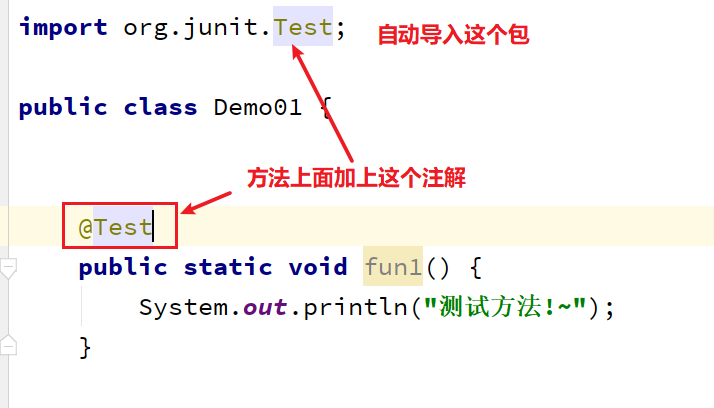 import org.junit.Test; 自动导入这个包
public class Demo01 {
方法上面加上这个注解
@Test
public static void fun1() {
System.out.println("测试方法!~");
}